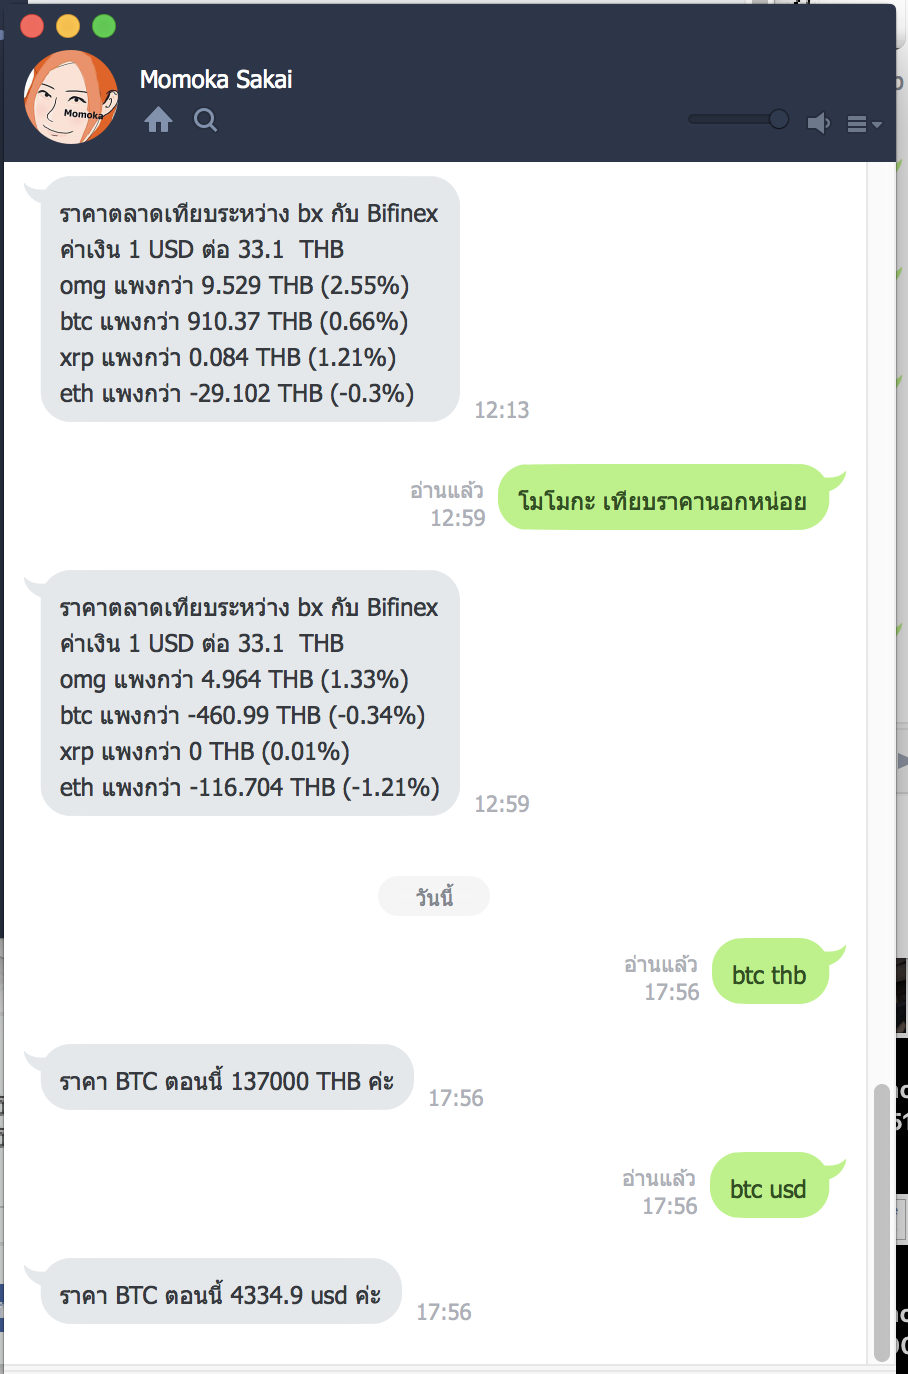 Momoka Sakai
Momoka
ราคาตลาดเทียบระหว่าง bx กับ Bifinex
ค่าเงิน 1 USD ต่อ 33.1  THB
omg แพงกว่า 9.529 THB (2.55%)
btc แพงกว่า 910.37 THB (0.66%)
xrp แพงกว่า 0.084 THB (1.21%)
eth แพงกว่า -29.102 THB (-0.3%)
12:13
อ่านแล้ว
12:59
โมโมกะ เทียบราคานอกหน่อย
ราคาตลาดเทียบระหว่าง bx กับ Bifinex
ค่าเงิน 1 USD ต่อ 33.1  THB
omg แพงกว่า 4.964 THB (1.33%)
btc แพงกว่า -460.99 THB (-0.34%)
xrp แพงกว่า 0 THB (0.01%)
eth แพงกว่า -116.704 THB (-1.21%)
12:59
วันนี้
อ่านแล้ว
17:56
btc thb
ราคา BTC ตอนนี้ 137000 THB ค่ะ
17:56
อ่านแล้ว
17:56
btc usd
ราคา BTC ตอนนี้ 4334.9 usd ค่ะ
17:56